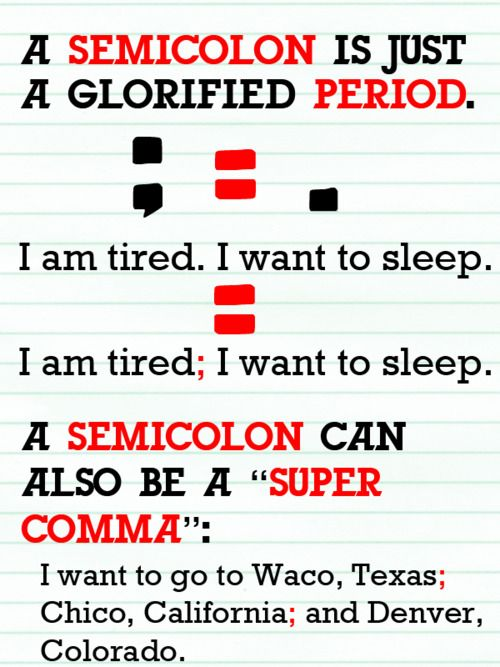 A SEMICOLON IS JUST
A GLORIFIED PERIOD.
; = .
I am tired. I want to sleep.
=
I am tired; I want to sleep.
A SEMICOLON CAN
ALSO BE A “SUPER
COMMA”:
I want to go to Waco, Texas;
Chico, California; and Denver,
Colorado.